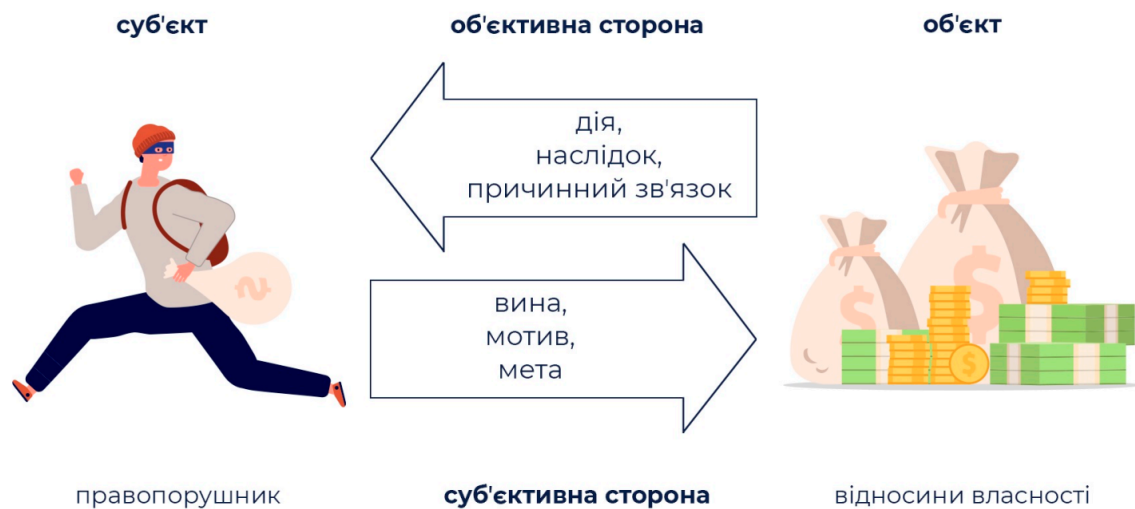 суб'єкт
об'єктивна сторона
об'єкт
дія,
наслідок,
причинний зв'язок
вина,
мотив,
мета
правопорушник
суб'єктивна сторона
відносини власності